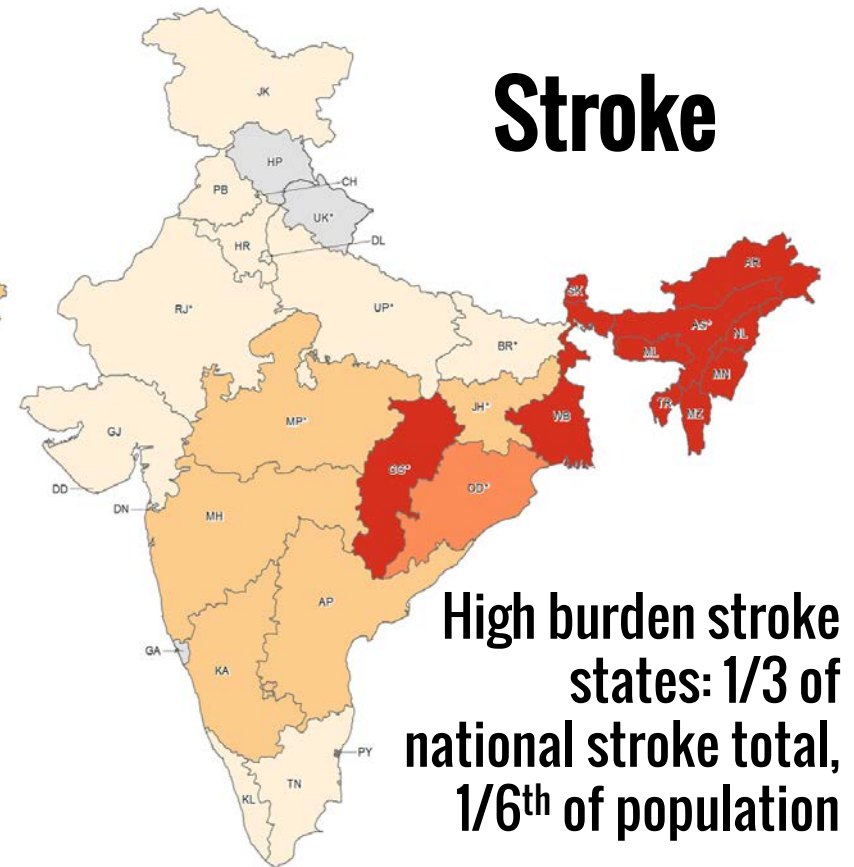 Stroke
JK
HP
CH
PB
UK*
DL
HR
RJ*
UP*
BR*
SK
AR
AS*
NL
ML
MN
TR
MZ
GJ
MP*
JH*
WB
CG*
OD*
DD
DN
MH
AP
GA
KA
PY
KL
TN
High burden stroke
states: 1/3 of
national stroke total,
1/6th of population